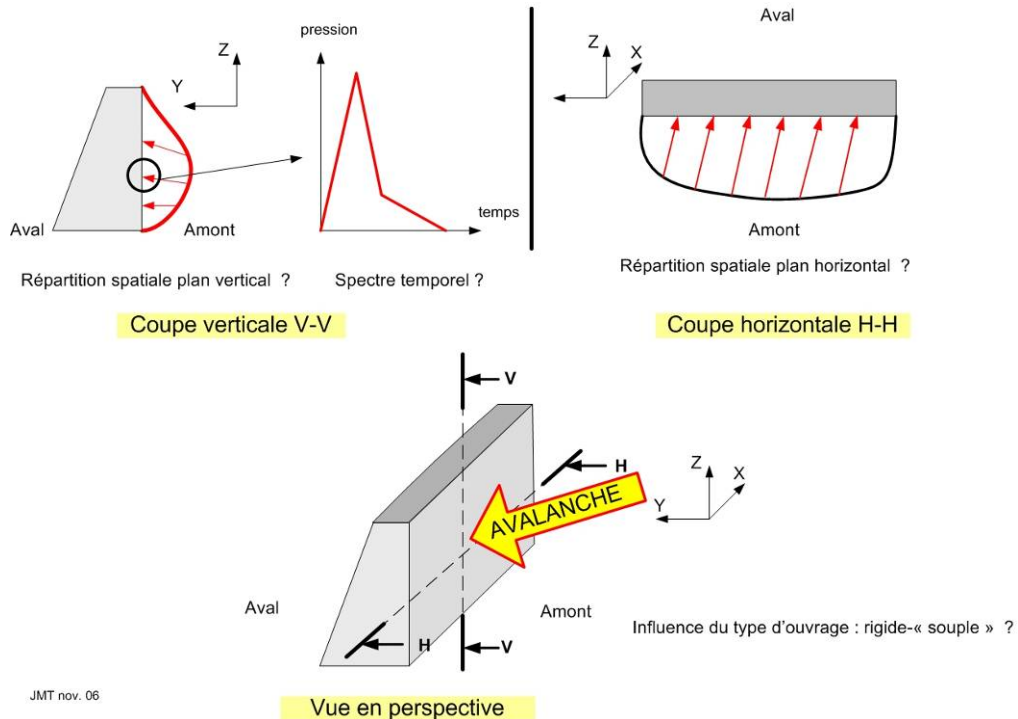 Z
Y
pression
temps
Aval
Amont
Répartition spatiale plan vertical ?
Spectre temporel ?
Coupe verticale V-V
Aval
Z
X
Amont
Répartition spatiale plan horizontal ?
Coupe horizontale H-H
V
H
AVALANCHE
Z
X
Y
Aval
Amont
H
V
Influence du type d'ouvrage : rigide-« souple » ?
JMT nov. 06
Vue en perspective